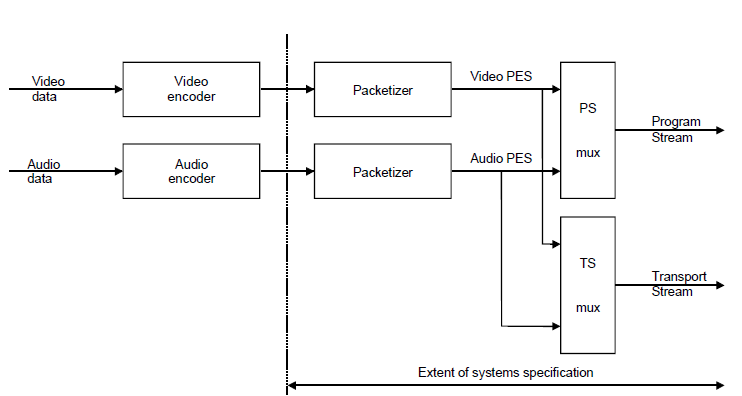 Video
data
Video
encoder
Packetizer
Video PES
PS
mux
Program
Stream
Audio
data
Audio
encoder
Packetizer
Audio PES
TS
mux
Transport
Stream
Extent of systems specification